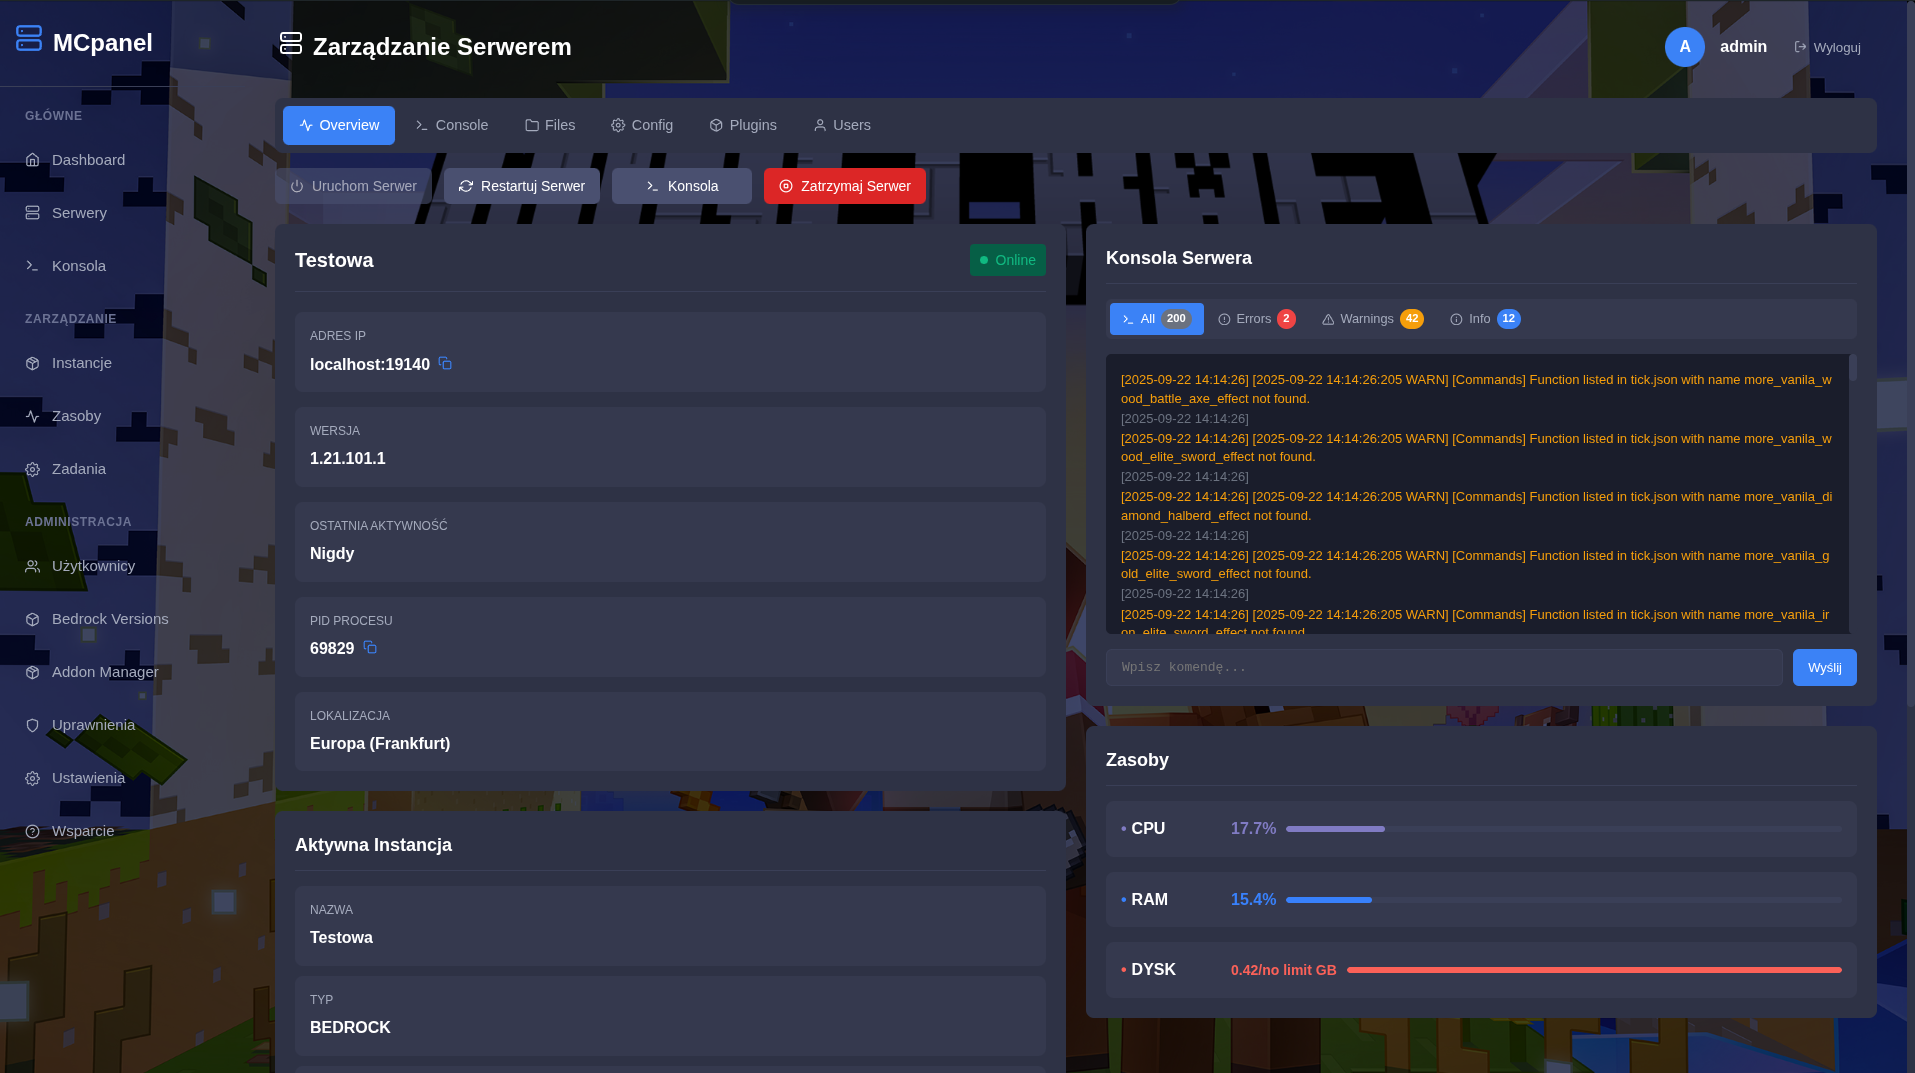 MCpanel
Zarządzanie Serwerem
A
admin
Wyloguj
GŁÓWNE
Dashboard
Serwery
Konsola
ZARZĄDZANIE
Instancje
Zasoby
Zadania
ADMINISTRACJA
Użytkownicy
Bedrock Versions
Addon Manager
Uprawnienia
Ustawienia
Wsparcie
Overview
Console
Files
Config
Plugins
Users
Uruchom Serwer
Restartuj Serwer
Konsola
Zatrzymaj Serwer
Testowa
Online
ADRES IP
localhost:19140
WERSJA
1.21.101.1
OSTATNIA AKTYWNOŚĆ
Nigdy
PID PROCESU
69829
LOKALIZACJA
Europa (Frankfurt)
Aktywna Instancja
NAZWA
Testowa
TYP
BEDROCK
Konsola Serwera
All 200
Errors 2
Warnings 42
Info 12
[2025-09-22 14:14:26] [2025-09-22 14:14:26:205 WARN] [Commands] Function listed in tick.json with name more_vanila_w
ood_battle_axe_effect not found.
[2025-09-22 14:14:26]
[2025-09-22 14:14:26] [2025-09-22 14:14:26:205 WARN] [Commands] Function listed in tick.json with name more_vanila_w
ood_elite_sword_effect not found.
[2025-09-22 14:14:26]
[2025-09-22 14:14:26] [2025-09-22 14:14:26:205 WARN] [Commands] Function listed in tick.json with name more_vanila_di
amond_halberd_effect not found.
[2025-09-22 14:14:26]
[2025-09-22 14:14:26] [2025-09-22 14:14:26:205 WARN] [Commands] Function listed in tick.json with name more_vanila_g
old_elite_sword_effect not found.
[2025-09-22 14:14:26]
[2025-09-22 14:14:26] [2025-09-22 14:14:26:205 WARN] [Commands] Function listed in tick.json with name more_vanila_ir
on_elite_sword_effect not found.
Wpisz komendę...
Wyślij
Zasoby
• CPU 17.7%
• RAM 15.4%
• DYSK 0.42/no limit GB